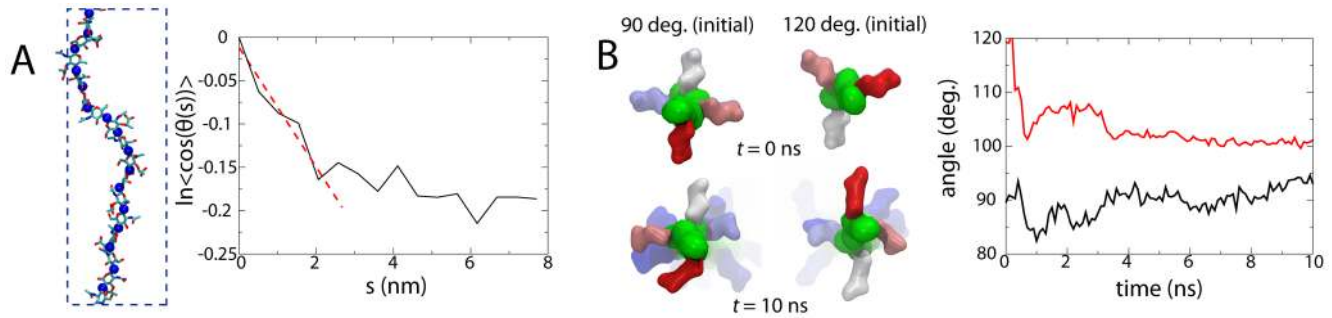 A
0
-0.05
-0.1
-0.15
-0.2
-0.25
ln<cos(θ(s))>
0
2
4
6
8
s (nm)
B
90 deg. (initial)
120 deg. (initial)
t = 0 ns
t = 10 ns
120
110
100
90
80
angle (deg.)
0
2
4
6
8
10
time (ns)